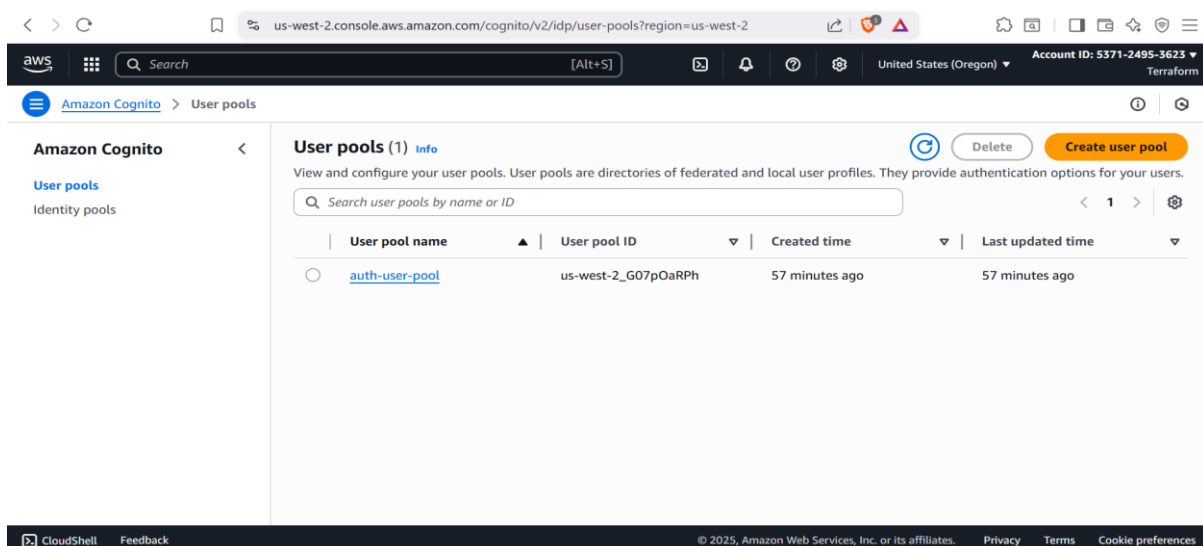 us-west-2.console.aws.amazon.com/cognito/v2/idp/user-pools?region=us-west-2
aws
Search
[Alt+S]
United States (Oregon)
Account ID: 5371-2495-3623
Terraform
Amazon Cognito > User pools
Amazon Cognito
User pools
Identity pools
User pools (1) Info
Delete
Create user pool
View and configure your user pools. User pools are directories of federated and local user profiles. They provide authentication options for your users.
Search user pools by name or ID
1
User pool name User pool ID Created time Last updated time
auth-user-pool us-west-2_G07pOaRPh 57 minutes ago 57 minutes ago
CloudShell Feedback © 2025, Amazon Web Services, Inc. or its affiliates. Privacy Terms Cookie preferences